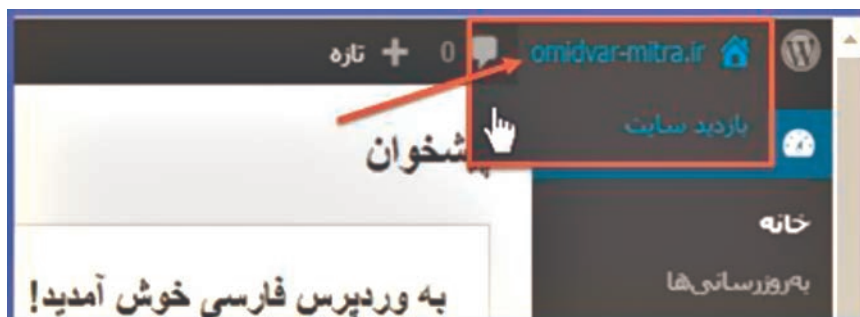 omidvar-mitra.ir
0
تازه
بازدید سایت
پیشخوان
خانه
به‌روزرسانی‌ها
به وردپرس فارسی خوش آمدید!